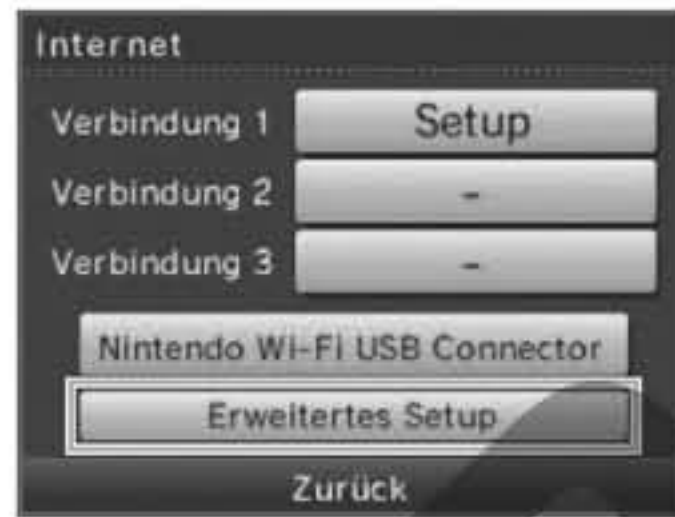 Internet
Verbindung 1 Setup
Verbindung 2 -
Verbindung 3 -
Nintendo Wi-Fi USB Connector
Erweitertes Setup
Zurück